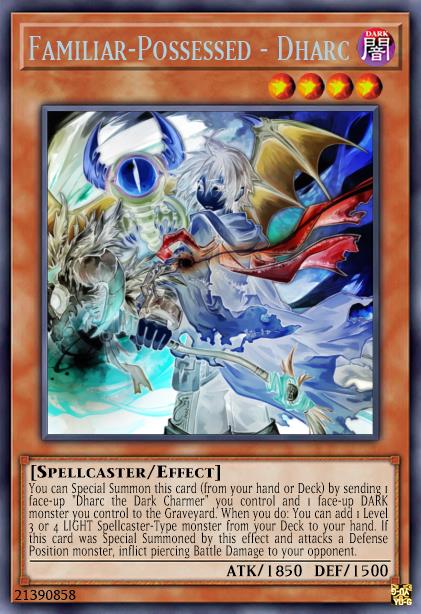 Familiar-Possessed - Dharc
DARK
闇
[Spellcaster/Effect]
You can Special Summon this card (from your hand or Deck) by sending 1
face-up "Dharc the Dark Charmer" you control and 1 face-up DARK
monster you control to the Graveyard. When you do: You can add 1 Level
3 or 4 LIGHT Spellcaster-Type monster from your Deck to your hand. If
this card was Special Summoned by this effect and attacks a Defense
Position monster, inflict piercing Battle Damage to your opponent.
ATK/1850 DEF/1500
21390858